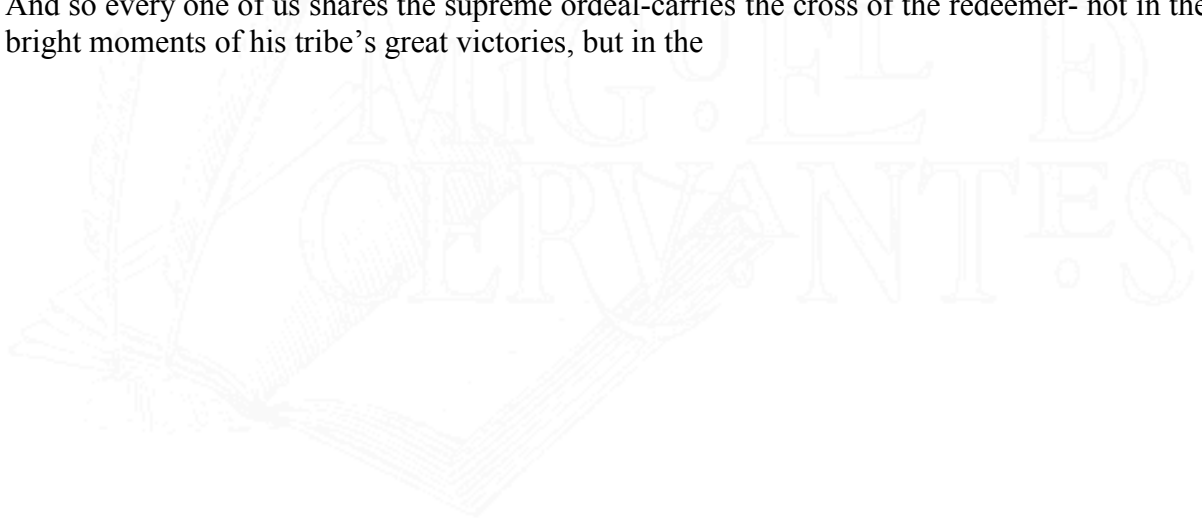 And so every one of us shares the supreme ordeal-carries the cross of the redeemer- not in the
bright moments of his tribe’s great victories, but in the
MIGUEL D
CERVANTES